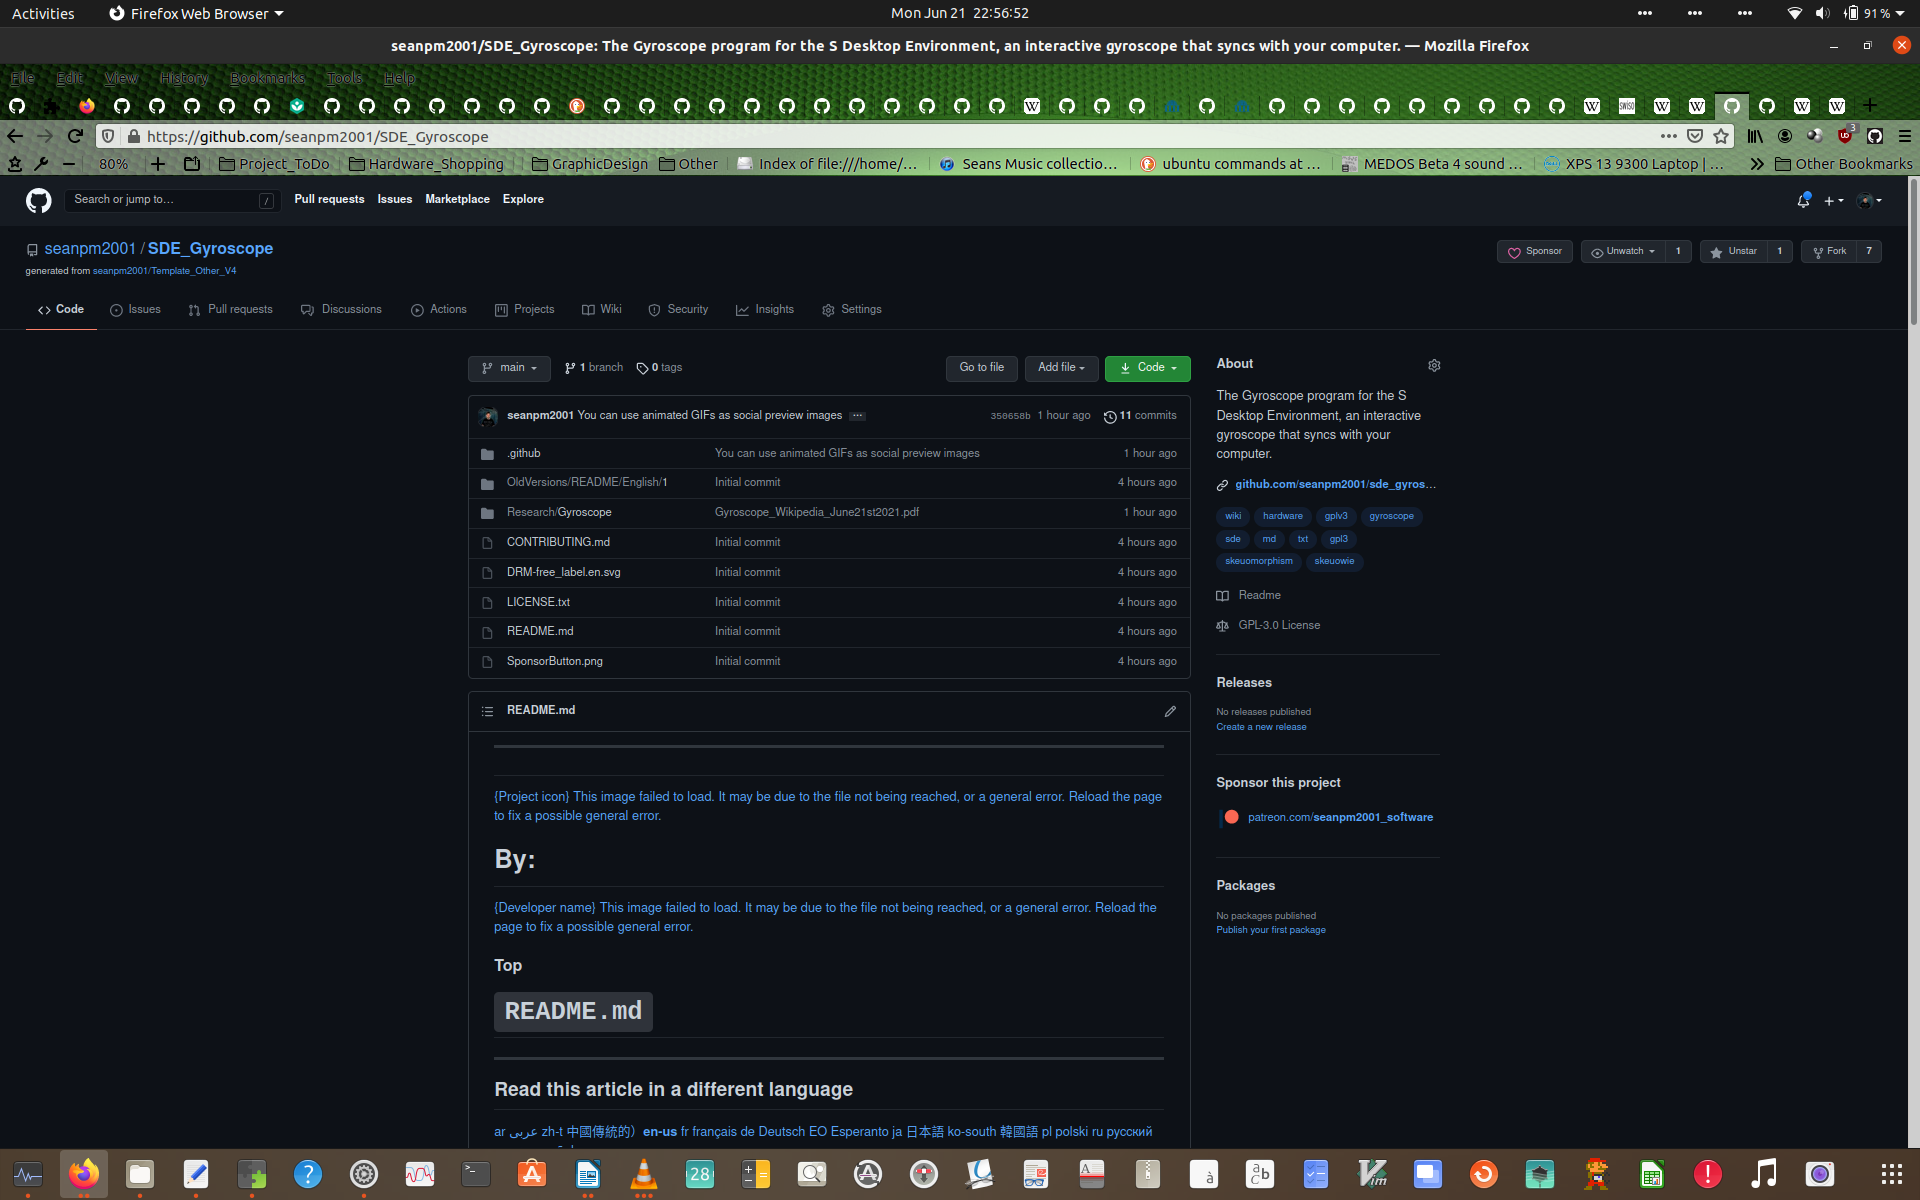 Activities
Firefox Web Browser
Mon Jun 21 22:56:52
91 %
seanpm2001/SDE_Gyroscope: The Gyroscope program for the S Desktop Environment, an interactive gyroscope that syncs with your computer. — Mozilla Firefox
File Edit View History Bookmarks Tools Help
https://github.com/seanpm2001/SDE_Gyroscope
3
80%
Project_ToDo
Hardware_Shopping
GraphicDesign
Other
Index of file:///home/...
Seans Music collectio...
ubuntu commands at ...
MEDOS Beta 4 sound ...
XPS 13 9300 Laptop | ...
Other Bookmarks
Search or jump to... /
Pull requests Issues Marketplace Explore
seanpm2001 / SDE_Gyroscope
generated from seanpm2001/Template_Other_V4
Sponsor
Unwatch 1
Unstar 1
Fork 7
Code Issues Pull requests Discussions Actions Projects Wiki Security Insights Settings
main 1 branch 0 tags
Go to file Add file Code
seanpm2001 You can use animated GIFs as social preview images ... 350658b 1 hour ago 11 commits
.github You can use animated GIFs as social preview images 1 hour ago
OldVersions/README/English/1 Initial commit 4 hours ago
Research/Gyroscope Gyroscope_Wikipedia_June21st2021.pdf 1 hour ago
CONTRIBUTING.md Initial commit 4 hours ago
DRM-free_label.en.svg Initial commit 4 hours ago
LICENSE.txt Initial commit 4 hours ago
README.md Initial commit 4 hours ago
SponsorButton.png Initial commit 4 hours ago
README.md
{Project icon} This image failed to load. It may be due to the file not being reached, or a general error. Reload the page
to fix a possible general error.
By:
{Developer name} This image failed to load. It may be due to the file not being reached, or a general error. Reload the
page to fix a possible general error.
Top
README.md
Read this article in a different language
ar عربى zh-t 中國傳統的） en-us fr français de Deutsch EO Esperanto ja 日本語 ko-south 韓國語 pl polski ru русский
About
The Gyroscope program for the S
Desktop Environment, an interactive
gyroscope that syncs with your
computer.
github.com/seanpm2001/sde_gyros...
wiki hardware gplv3 gyroscope
sde md txt gpl3
skeuomorphism skeuowie
Readme
GPL-3.0 License
Releases
No releases published
Create a new release
Sponsor this project
patreon.com/seanpm2001_software
Packages
No packages published
Publish your first package
28